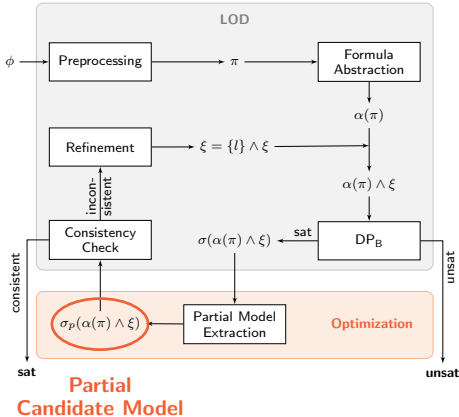 LOD
ϕ
Preprocessing
π
Formula
Abstraction
α(π)
Refinement
ξ = {l} ∧ ξ
incon-
sistent
α(π) ∧ ξ
Consistency
Check
σ(α(π) ∧ ξ)
sat
DP_B
consistent
unsat
σ_p(α(π) ∧ ξ)
Partial Model
Extraction
Optimization
sat
unsat
Partial
Candidate Model